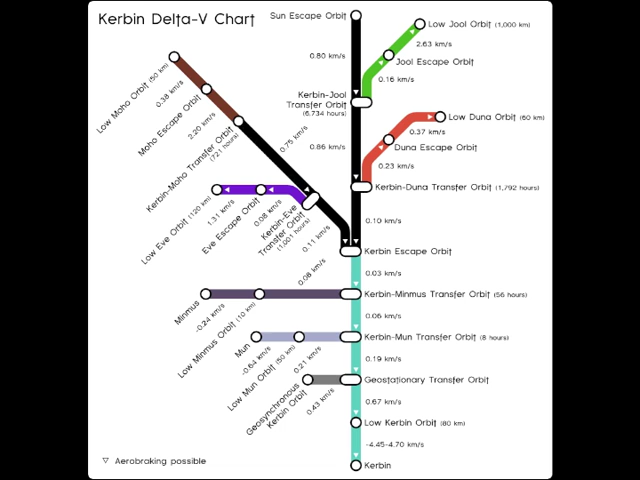 Kerbin Delta-V Chart
Sun Escape Orbit
Low Jool Orbit (1,000 km)
2.63 km/s
0.80 km/s
Jool Escape Orbit
0.16 km/s
Low Moho Orbit (50 km)
0.38 km/s
Moho Escape Orbit
2.20 km/s
Kerbin-Moho Transfer Orbit
(721 hours)
0.75 km/s
Kerbin-Jool
Transfer Orbit
(6,734 hours)
0.86 km/s
Low Duna Orbit (60 km)
0.37 km/s
Duna Escape Orbit
0.23 km/s
Kerbin-Duna Transfer Orbit (1,792 hours)
Low Eve Orbit (120 km)
1.31 km/s
Eve Escape Orbit
0.08 km/s
Kerbin-Eve
Transfer Orbit
(1,001 hours)
0.11 km/s
0.10 km/s
Kerbin Escape Orbit
0.08 km/s
0.03 km/s
Minmus
~0.24 km/s
Low Minmus Orbit (10 km)
Kerbin-Minmus Transfer Orbit (56 hours)
0.06 km/s
Mun
~0.64 km/s
Low Mun Orbit (50 km)
0.21 km/s
Kerbin-Mun Transfer Orbit (8 hours)
0.19 km/s
Geosynchronous
Kerbin Orbit
0.43 km/s
Geostationary Transfer Orbit
0.67 km/s
Low Kerbin Orbit (80 km)
~4.45-4.70 km/s
Kerbin
▽ Aerobraking possible